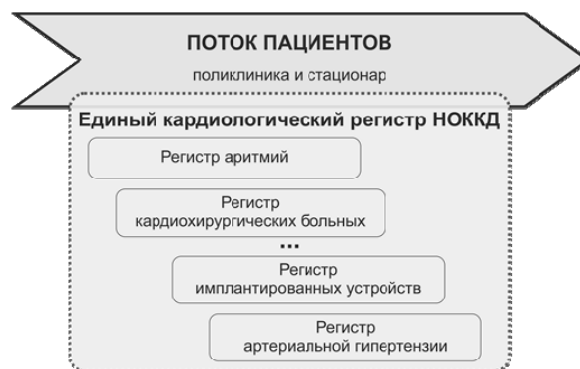 ПОТОК ПАЦИЕНТОВ
поликлиника и стационар
Единый кардиологический регистр НОККД
Регистр аритмий
Регистр
кардиохирургических больных
...
Регистр
имплантированных устройств
Регистр
артериальной гипертензии